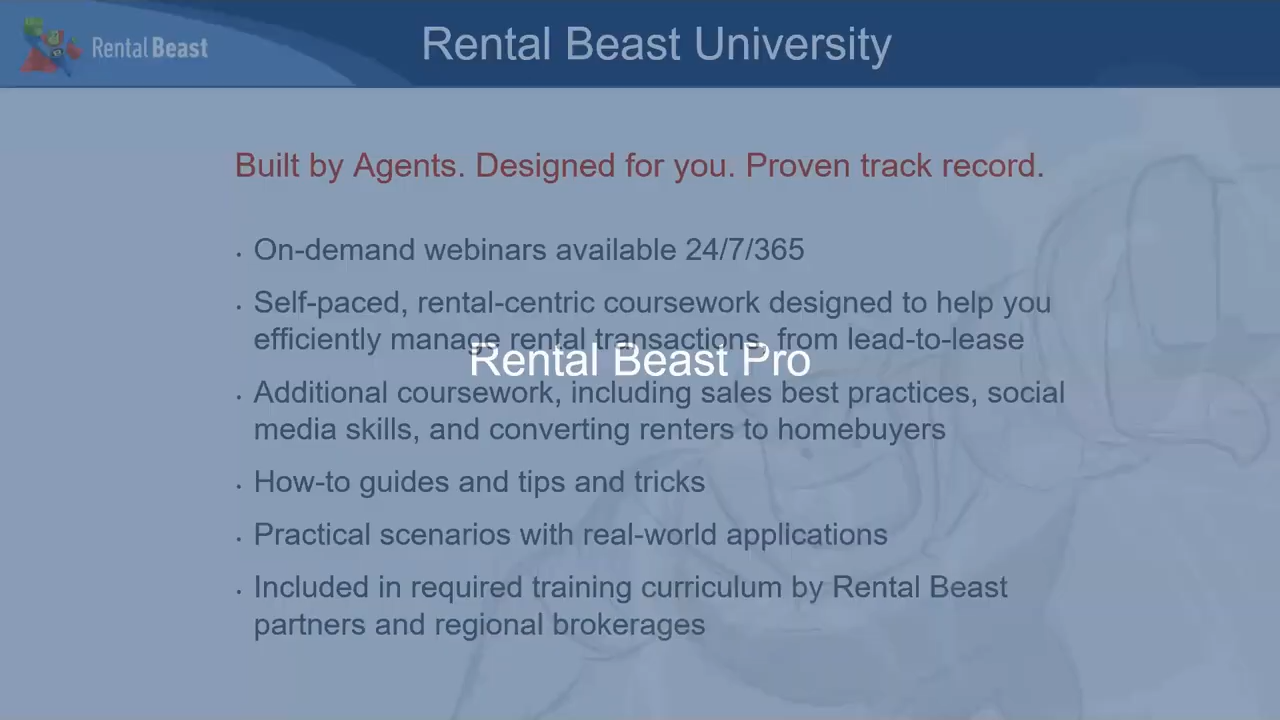 Rental Beast
Rental Beast University
Built by Agents. Designed for you. Proven track record.
• On-demand webinars available 24/7/365
• Self-paced, rental-centric coursework designed to help you
efficiently manage rental transactions, from lead-to-lease
Rental Beast Pro
• Additional coursework, including sales best practices, social
media skills, and converting renters to homebuyers
• How-to guides and tips and tricks
• Practical scenarios with real-world applications
• Included in required training curriculum by Rental Beast
partners and regional brokerages